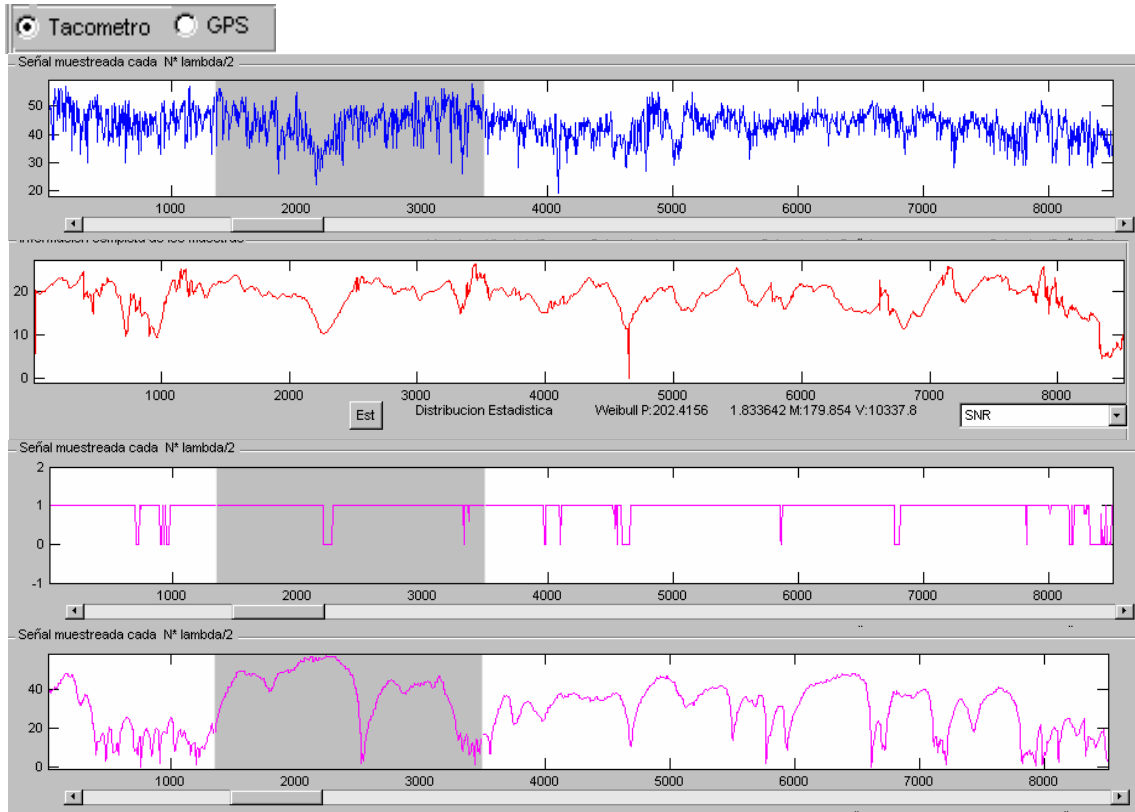 Tacometro GPS
Señal muestreada cada N* lambda/2
50
40
30
20
1000 2000 3000 4000 5000 6000 7000 8000
20
10
0
1000 2000 3000 4000 5000 6000 7000 8000
Est Distribucion Estadistica Weibull P:202.4156 1.833642 M:179.854 V:10337.8 SNR
Señal muestreada cada N* lambda/2
2
1
0
-1
1000 2000 3000 4000 5000 6000 7000 8000
Señal muestreada cada N* lambda/2
40
20
0
1000 2000 3000 4000 5000 6000 7000 8000